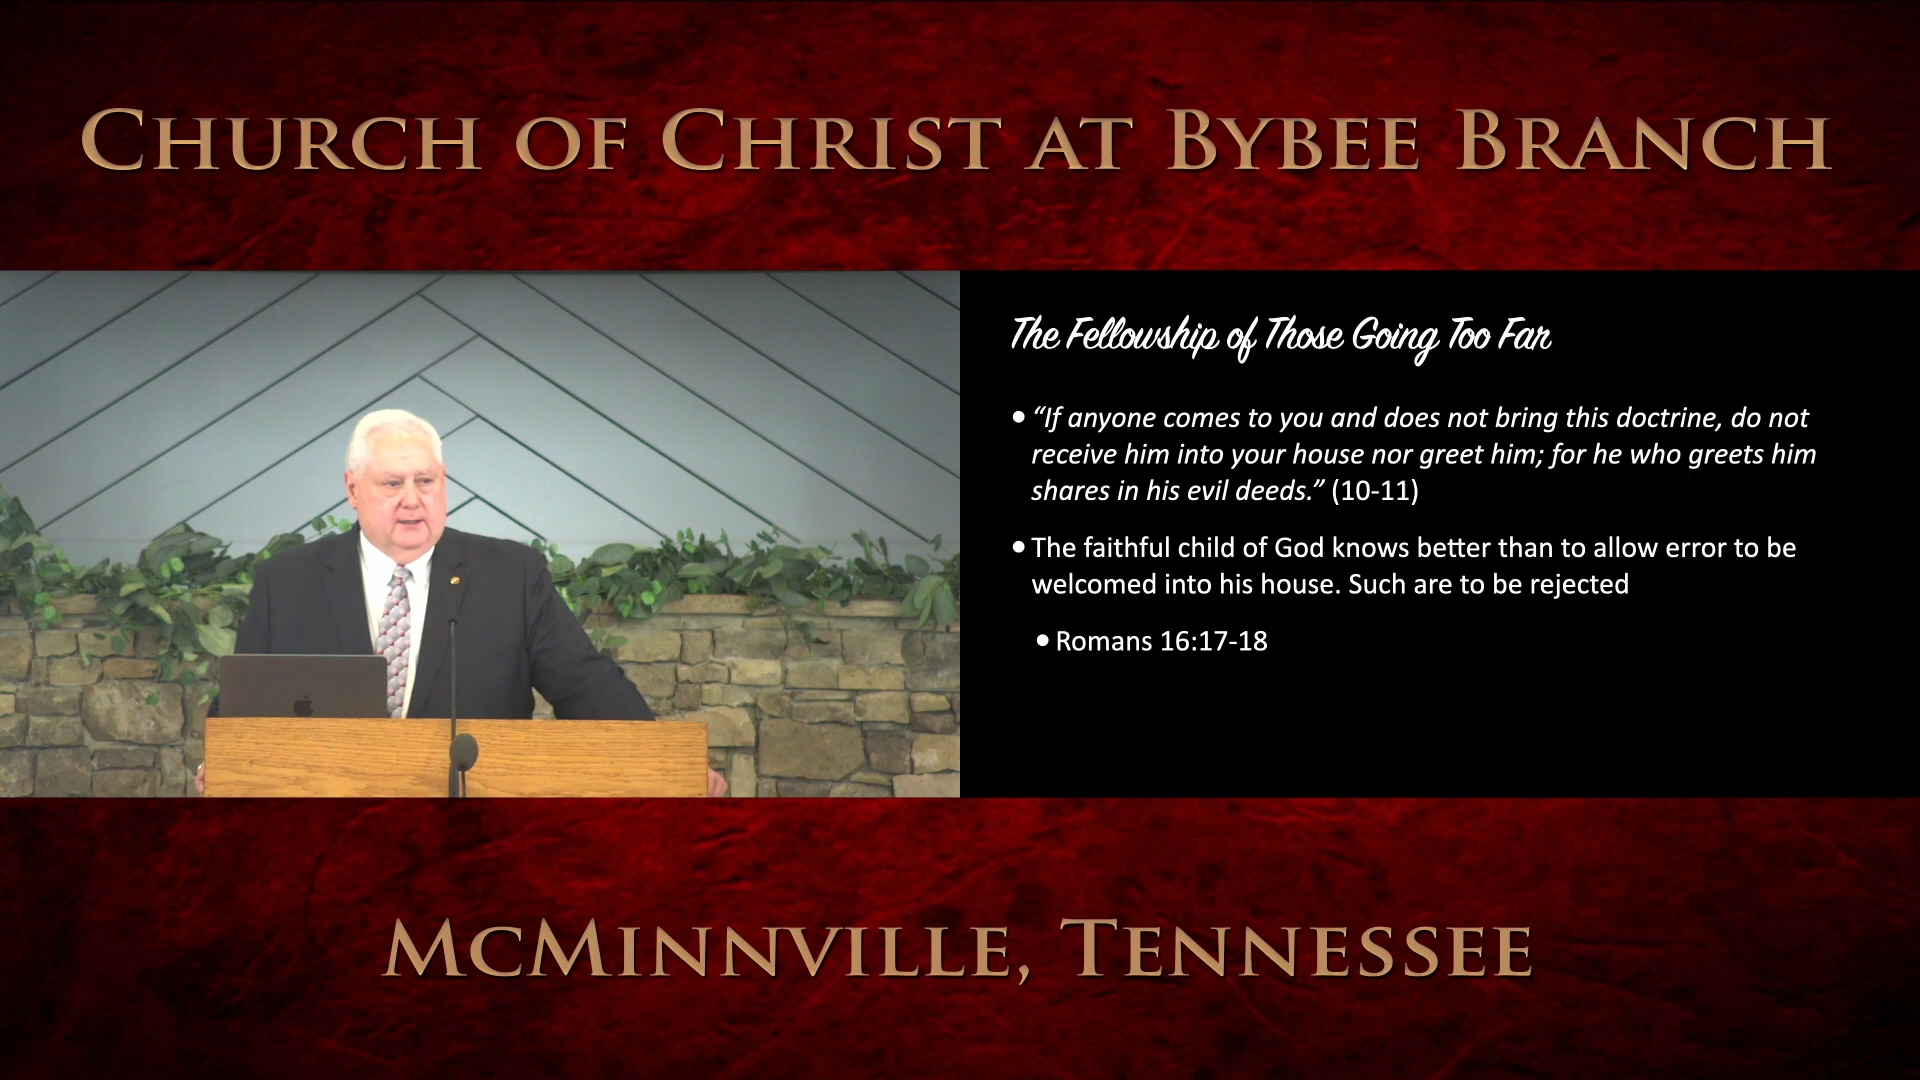 CHURCH OF CHRIST AT BYBEE BRANCH
The Fellowship of Those Going Too Far
• “If anyone comes to you and does not bring this doctrine, do not
receive him into your house nor greet him; for he who greets him
shares in his evil deeds.” (10-11)
• The faithful child of God knows better than to allow error to be
welcomed into his house. Such are to be rejected
• Romans 16:17-18
MCMINNVILLE, TENNESSEE